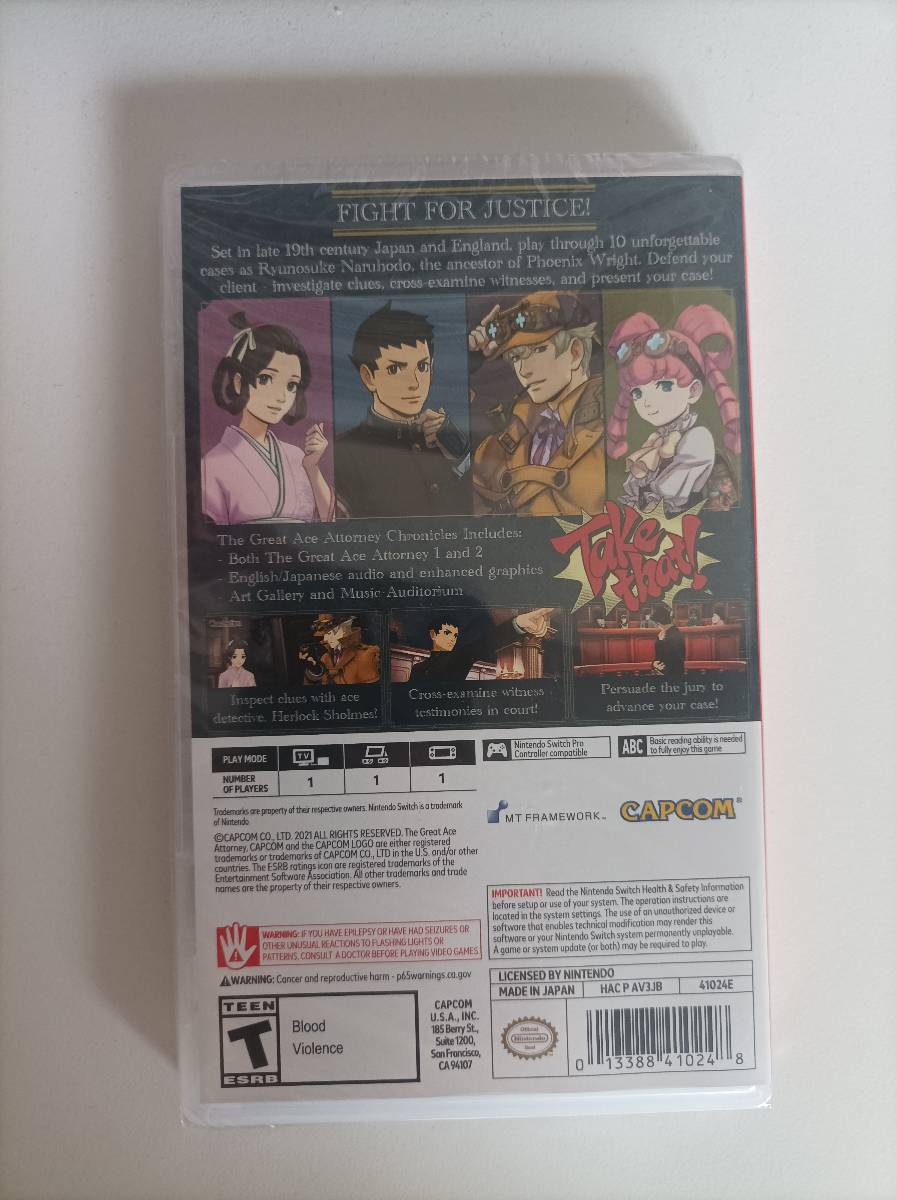 FIGHT FOR JUSTICE!
Set in late 19th century Japan and England, play through 10 unforgettable
cases as Ryunosuke Naruhodo, the ancestor of Phoenix Wright. Defend your
client - investigate clues, cross-examine witnesses, and present your case!
The Great Ace Attorney Chronicles Includes:
- Both The Great Ace Attorney 1 and 2
- English/Japanese audio and enhanced graphics
- Art Gallery and Music Auditorium
Take
that!
Inspect clues with ace
detective, Herlock Sholmes!
Cross-examine witness
testimonies in court!
Persuade the jury to
advance your case!
PLAY MODE
TV
NUMBER
OF PLAYERS
1
1
1
Nintendo Switch Pro
Controller compatible
ABC
Basic reading ability is needed
to fully enjoy this game
Trademarks are property of their respective owners. Nintendo Switch is a trademark
of Nintendo.
©CAPCOM CO., LTD. 2021 ALL RIGHTS RESERVED. The Great Ace
Attorney, CAPCOM and the CAPCOM LOGO are either registered
trademarks or trademarks of CAPCOM CO., LTD in the U.S. and/or other
countries. The ESRB ratings icon are registered trademarks of the
Entertainment Software Association. All other trademarks and trade
names are the property of their respective owners.
MT FRAMEWORK™
CAPCOM®
IMPORTANT! Read the Nintendo Switch Health & Safety Information
before setup or use of your system. The operation instructions are
located in the system settings. The use of an unauthorized device or
software that enables technical modification may render this
software or your Nintendo Switch system permanently unplayable.
A game or system update (or both) may be required to play.
WARNING: IF YOU HAVE EPILEPSY OR HAVE HAD SEIZURES OR
OTHER UNUSUAL REACTIONS TO FLASHING LIGHTS OR
PATTERNS, CONSULT A DOCTOR BEFORE PLAYING VIDEO GAMES.
WARNING: Cancer and reproductive harm - p65warnings.ca.gov
TEEN
T
ESRB
Blood
Violence
CAPCOM
U.S.A., INC.
185 Berry St.,
Suite 1200,
San Francisco,
CA 94107
LICENSED BY NINTENDO
MADE IN JAPAN
HAC P AV3JB
41024E
Official
Nintendo
Seal
0 13388 41024 8